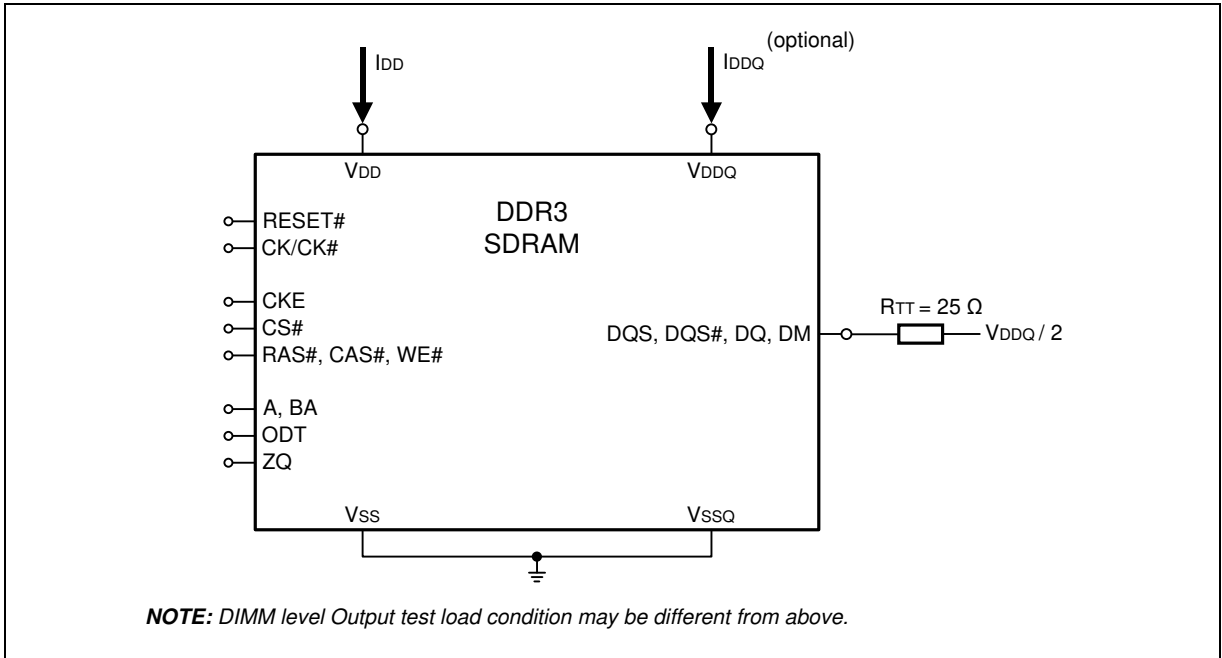 (optional)
IDD
IDDQ
VDD
VDDQ
DDR3
SDRAM
RESET#
CK/CK#
CKE
CS#
RAS#, CAS#, WE#
A, BA
ODT
ZQ
DQS, DQS#, DQ, DM
RTT = 25 Ω
VDDQ / 2
VSS
VSSQ
NOTE: DIMM level Output test load condition may be different from above.